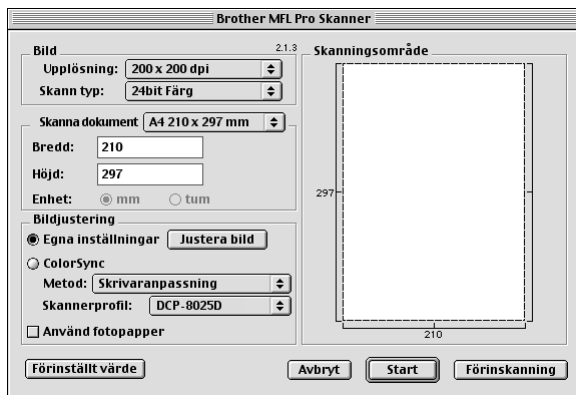 Brother MFL Pro Skanner
Bild
2.1.3
Upplösning: 200 x 200 dpi
Skann typ: 24bit Färg
Skanna dokument A4 210 x 297 mm
Bredd: 210
Höjd: 297
Enhet: mm tum
Bildjustering
Egna inställningar Justera bild
ColorSync
Metod: Skrivaranpassning
Skannerprofil: DCP-8025D
Använd fotopapper
Skanningsområde
297
210
Förinställt värde Avbryt Start Förinskanning